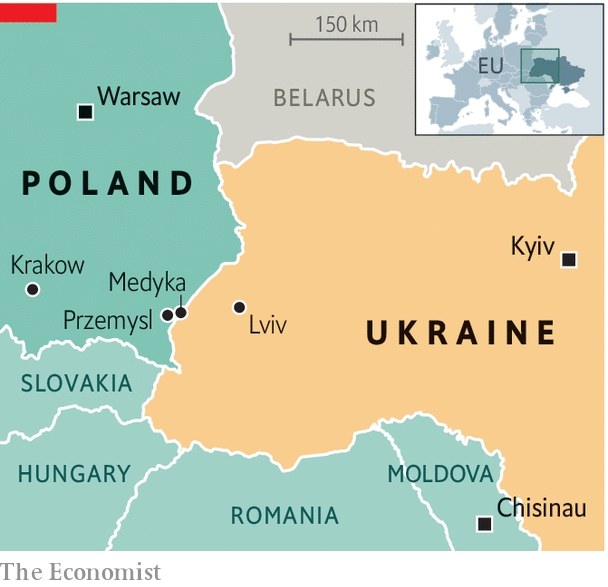 150 km
EU
Warsaw
BELARUS
POLAND
Kyiv
Krakow
Medyka
Przemysl
Lviv
UKRAINE
SLOVAKIA
HUNGARY
MOLDOVA
ROMANIA
Chisinau
The Economist